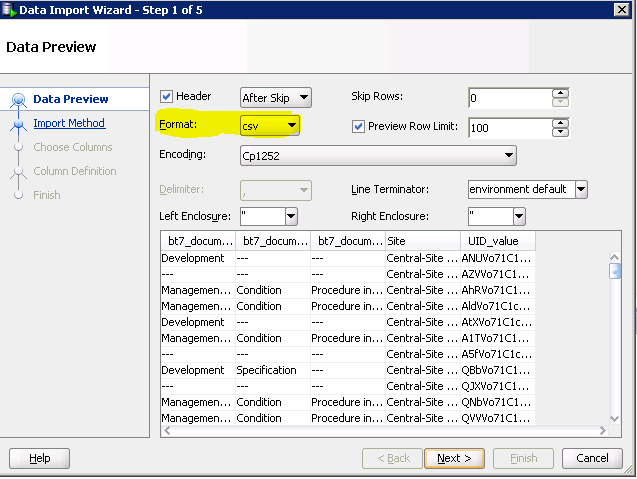 Data Import Wizard - Step 1 of 5
Data Preview
Data Preview
Import Method
Choose Columns
Column Definition
Finish
Header After Skip Skip Rows: 0
Format: csv Preview Row Limit: 100
Encoding: Cp1252
Delimiter: , Line Terminator: environment default
Left Enclosure: " Right Enclosure: "
bt7_docum... bt7_docum... bt7_docum... Site UID_value
Development --- --- Central-Site ... ANUVo71C1...
--- --- --- Central-Site ... AZVVo71C1...
Managemen... Condition Procedure in... Central-Site ... AhRVo71C1...
Managemen... Condition Procedure in... Central-Site ... AldVo71C1c...
Development --- --- Central-Site ... AtXVo71C1c...
Managemen... Condition Procedure in... Central-Site ... A1TVo71C1...
--- --- --- Central-Site ... A5fVo71C1c...
Development Specification --- Central-Site ... QBbVo71C1...
--- --- --- Central-Site ... QJXVo71C1...
Managemen... Condition Procedure in... Central-Site ... QNbVo71C1...
Managemen... Condition Procedure in... Central-Site ... QVVVo71C1...
Help < Back Next > Finish Cancel